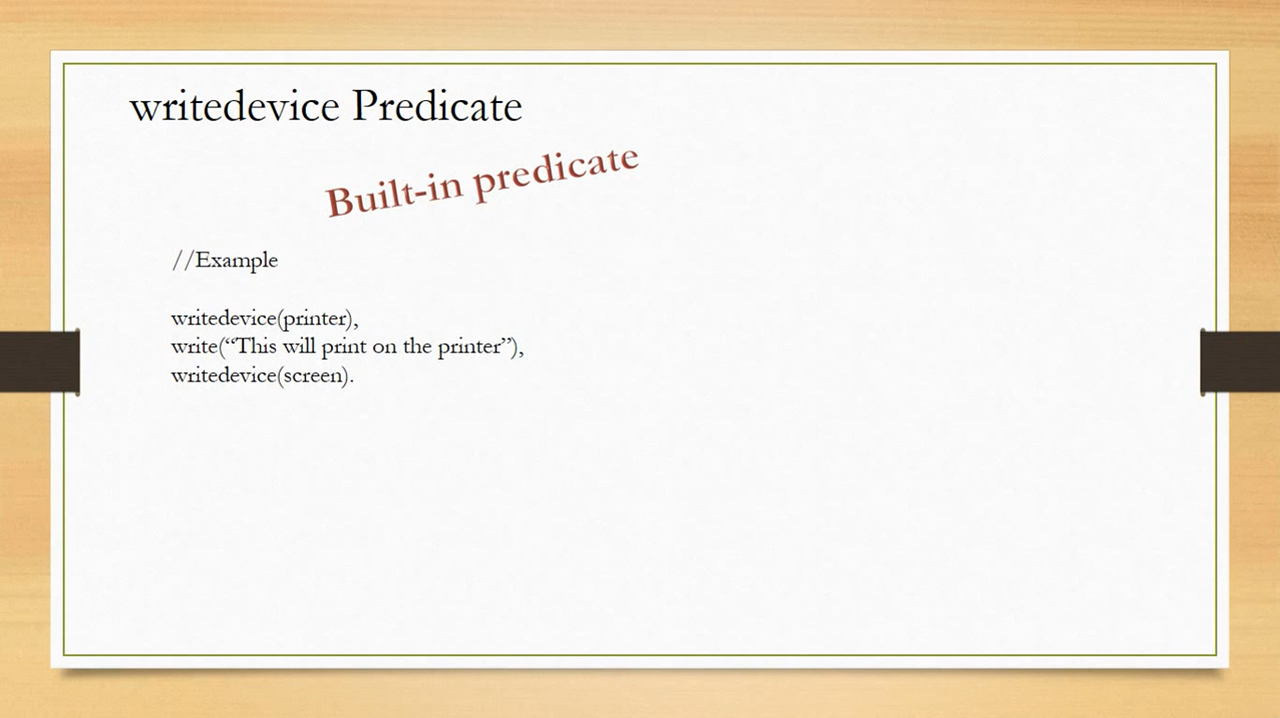 writedevice Predicate
Built-in predicate
//Example
writedevice(printer),
write(“This will print on the printer”),
writedevice(screen).